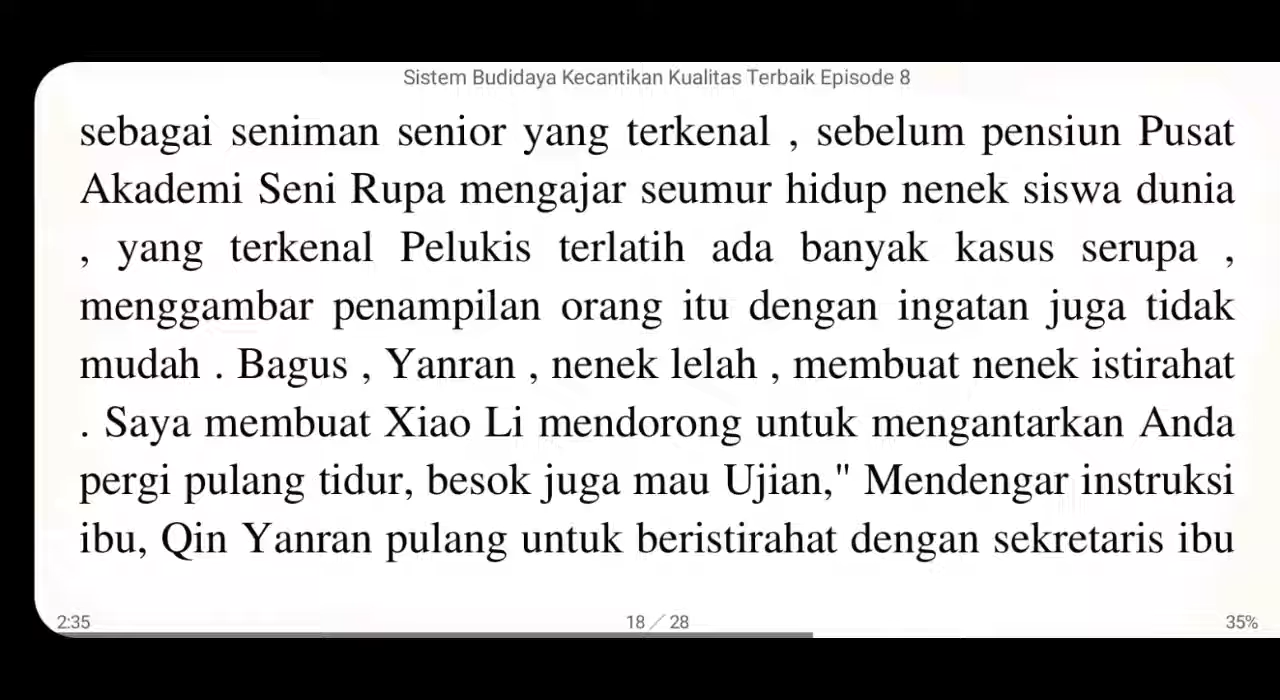 Sistem Budidaya Kecantikan Kualitas Terbaik Episode 8
sebagai seniman senior yang terkenal , sebelum pensiun Pusat
Akademi Seni Rupa mengajar seumur hidup nenek siswa dunia
, yang terkenal Pelukis terlatih ada banyak kasus serupa ,
menggambar penampilan orang itu dengan ingatan juga tidak
mudah . Bagus , Yanran , nenek lelah , membuat nenek istirahat
. Saya membuat Xiao Li mendorong untuk mengantarkan Anda
pergi pulang tidur, besok juga mau Ujian," Mendengar instruksi
ibu, Qin Yanran pulang untuk beristirahat dengan sekretaris ibu
2:35 18 / 28 35%